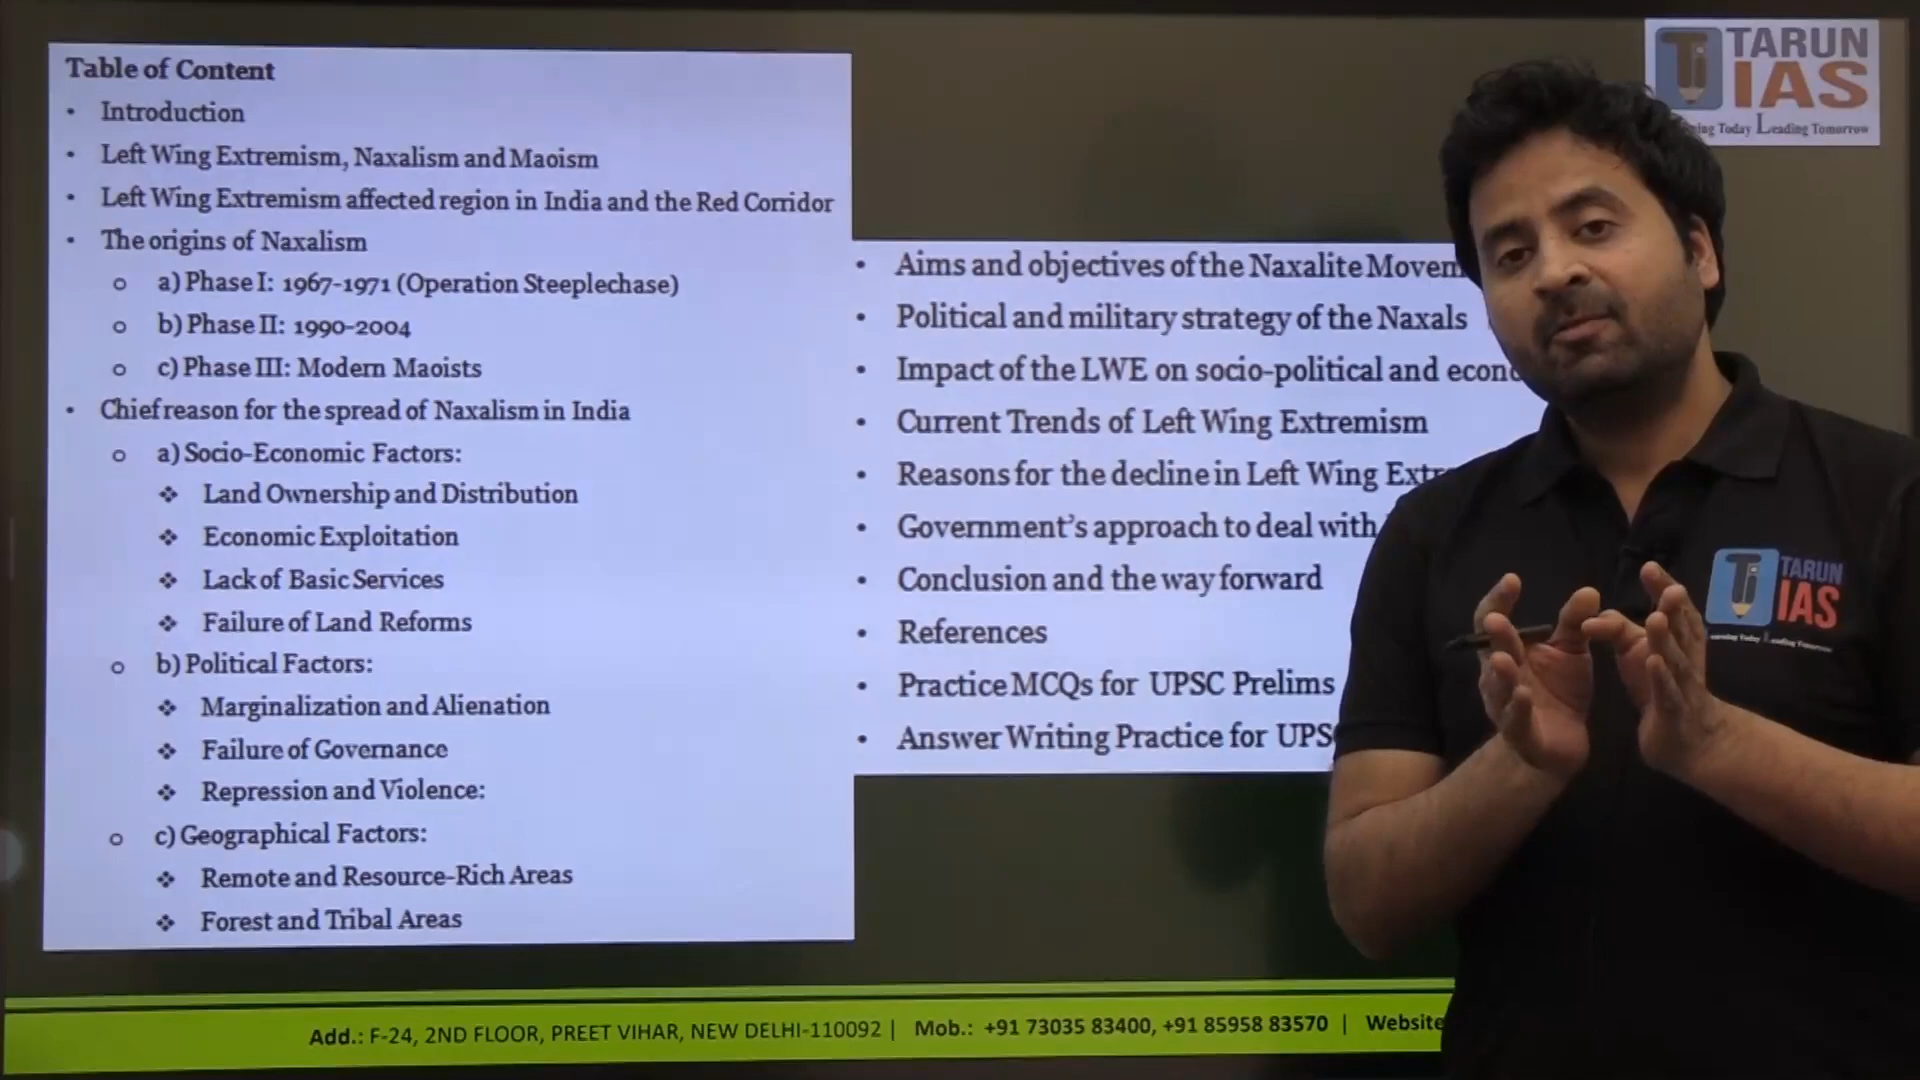 Table of Content
• Introduction
• Left Wing Extremism, Naxalism and Maoism
• Left Wing Extremism affected region in India and the Red Corridor
• The origins of Naxalism
o a) Phase I: 1967-1971 (Operation Steeplechase)
o b) Phase II: 1990-2004
o c) Phase III: Modern Maoists
• Chief reason for the spread of Naxalism in India
o a) Socio-Economic Factors:
❖ Land Ownership and Distribution
❖ Economic Exploitation
❖ Lack of Basic Services
❖ Failure of Land Reforms
o b) Political Factors:
❖ Marginalization and Alienation
❖ Failure of Governance
❖ Repression and Violence:
o c) Geographical Factors:
❖ Remote and Resource-Rich Areas
❖ Forest and Tribal Areas
• Aims and objectives of the Naxalite
• Political and military strategy of the Naxals
• Impact of the LWE on socio-political and
• Current Trends of Left Wing Extremism
• Reasons for the decline in Left Wing
• Government's approach to deal with
• Conclusion and the way forward
• References
• Practice MCQs for UPSC Prelims
• Answer Writing Practice for
TARUN
IAS
Today Leading Tomorrow
TARUN
IAS
Today Leading Tomorrow
Add.: F-24, 2ND FLOOR, PREET VIHAR, NEW DELHI-110092 | Mob.: +91 73035 83400, +91 85958 83570 | Website